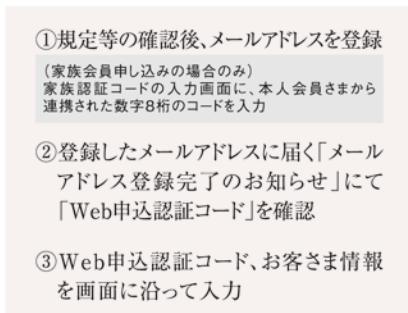 ①規定等の確認後、メールアドレスを登録
（家族会員申し込みの場合のみ）
家族認証コードの入力画面に、本人会員さまから
連携された数字8桁のコードを入力
②登録したメールアドレスに届く「メール
アドレス登録完了のお知らせ」にて
「Web申込認証コード」を確認
③Web申込認証コード、お客さま情報
を画面に沿って入力